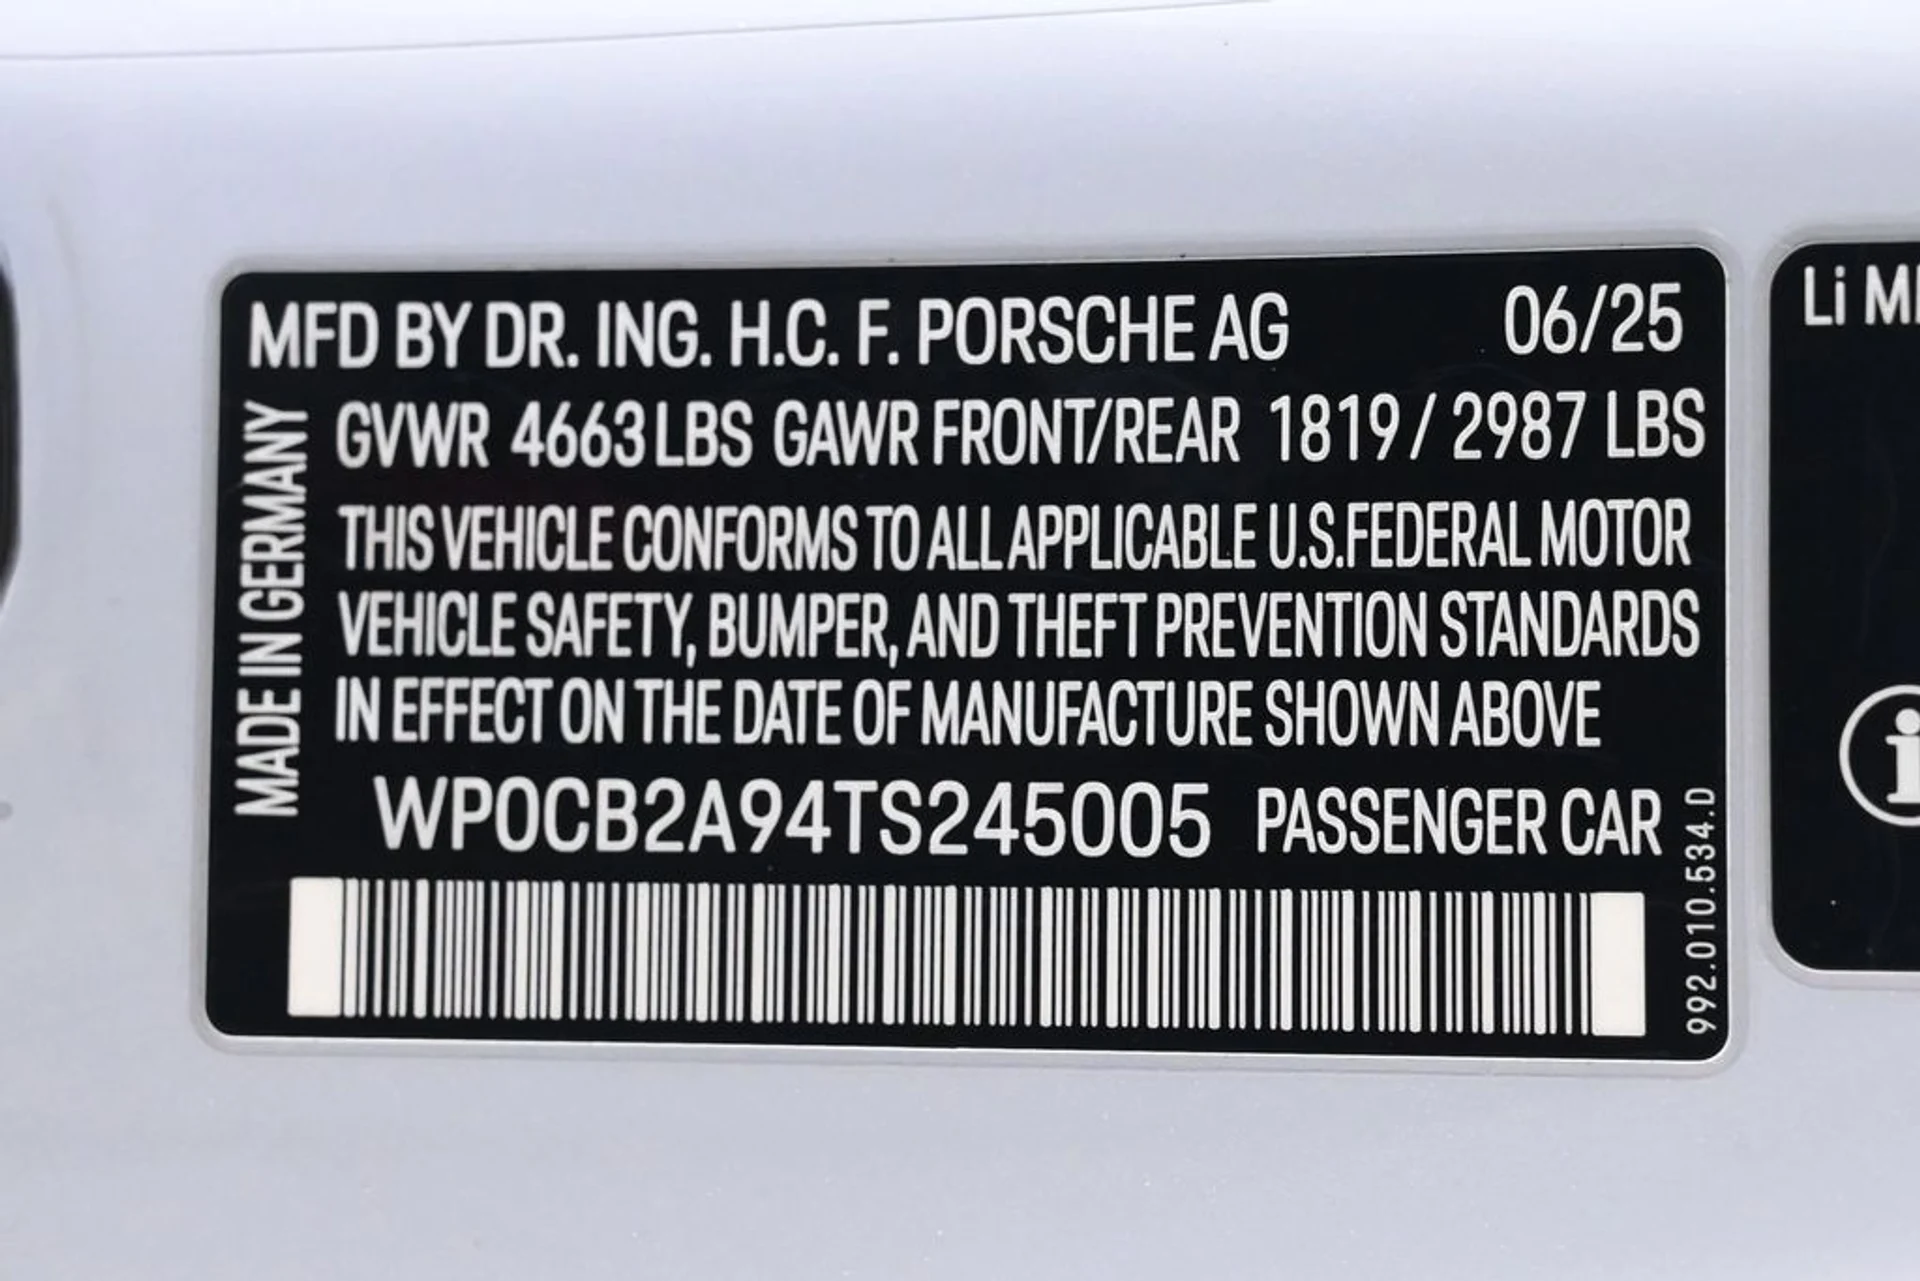 MFD BY DR. ING. H.C. F. PORSCHE AG 06/25
GVWR 4663 LBS GAWR FRONT/REAR 1819 / 2987 LBS
THIS VEHICLE CONFORMS TO ALL APPLICABLE U.S.FEDERAL MOTOR
VEHICLE SAFETY, BUMPER, AND THEFT PREVENTION STANDARDS
IN EFFECT ON THE DATE OF MANUFACTURE SHOWN ABOVE
WP0CB2A94TS245005 PASSENGER CAR
MADE IN GERMANY
992.010.534.D
Li